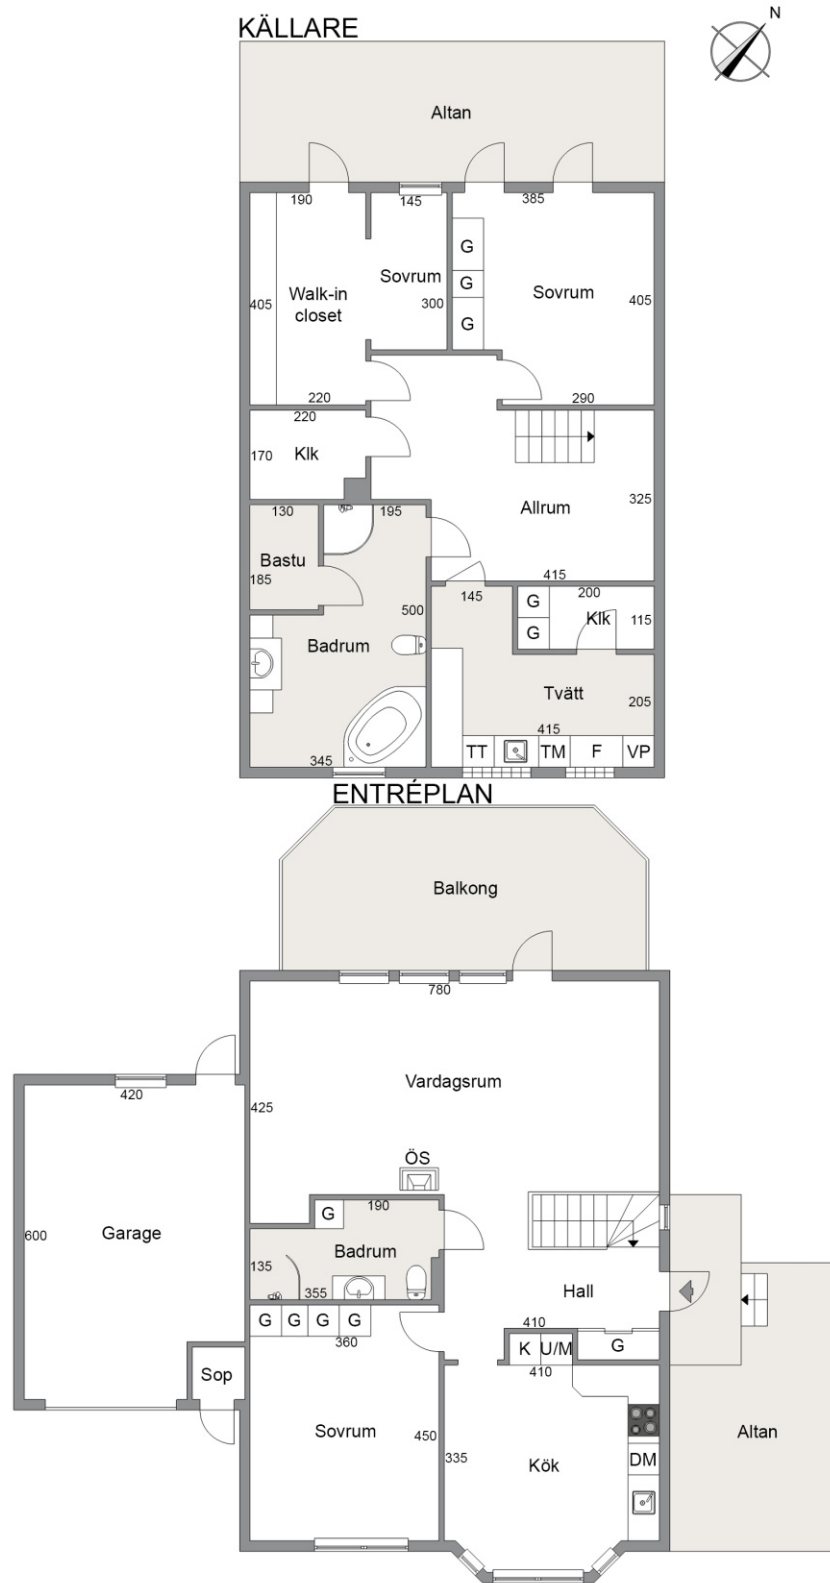 N
KÄLLARE
Altan
190
145
385
G
Sovrum
G
Sovrum
Walk-in
closet
405
300
405
G
220
290
220
170
Klk
325
Allrum
130
195
Bastu
185
415
145
200
G
Klk
115
500
G
Badrum
Tvätt
205
415
TT
TM
F
VP
345
ENTRÉPLAN
Balkong
780
Vardagsrum
420
425
ÖS
G
190
600
Garage
Badrum
135
355
Hall
410
G
G
G
G
360
K
U/M
G
410
Sop
Sovrum
450
335
Kök
DM
Altan